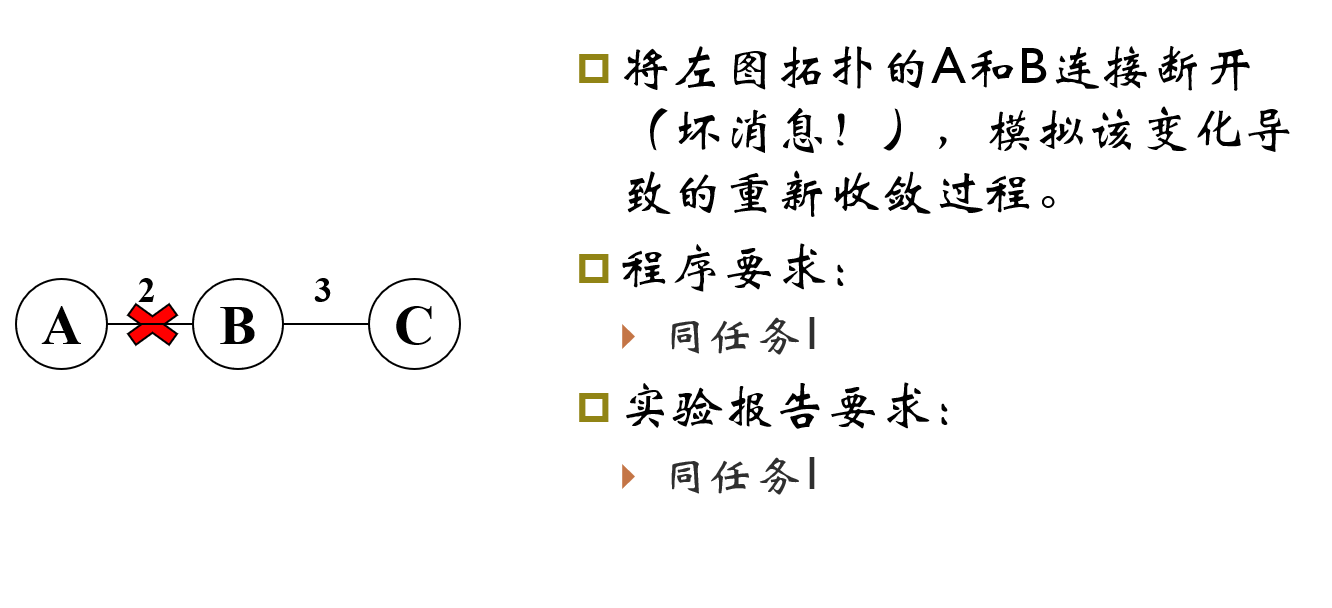 将左图拓扑的A和B连接断开
（坏消息！），模拟该变化导
致的重新收敛过程。
程序要求：
同任务1
实验报告要求：
同任务1
2
3
A
B
C